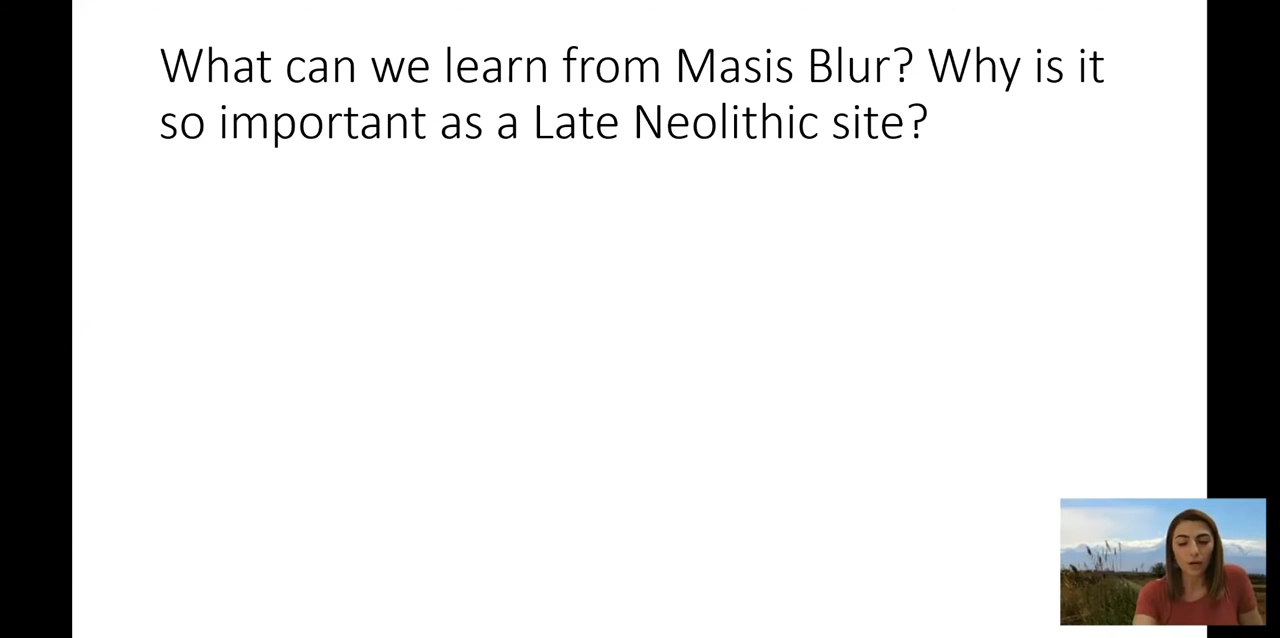 What can we learn from Masis Blur? Why is it
so important as a Late Neolithic site?